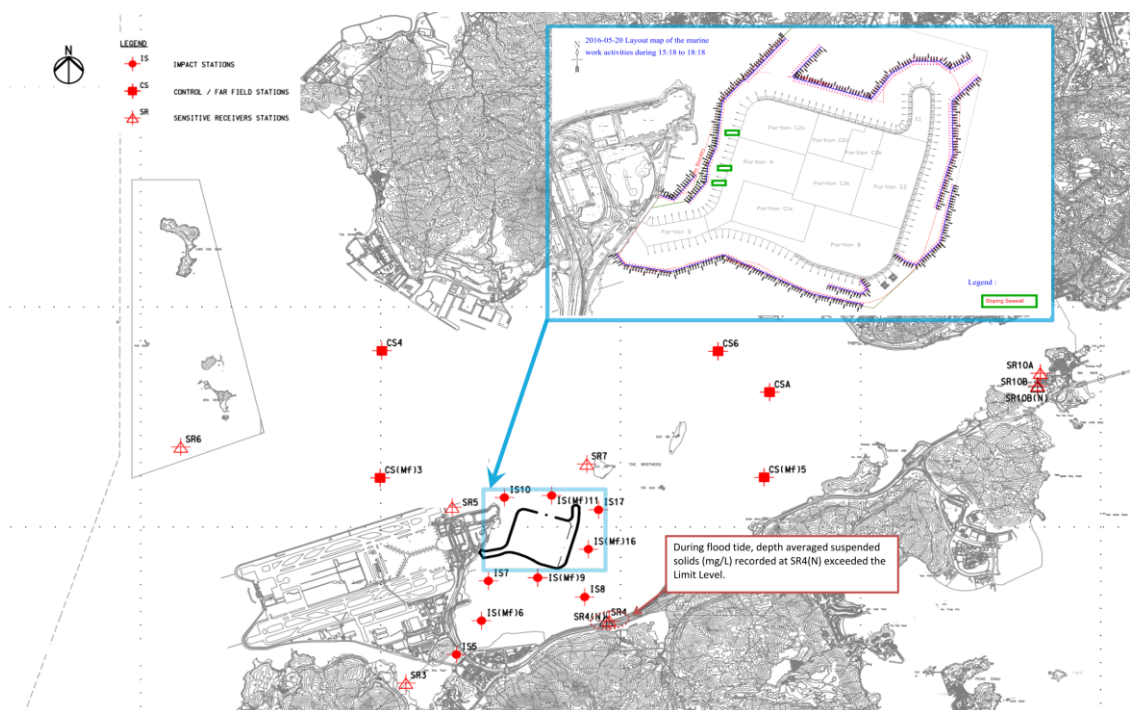 LEGEND
N
IS
IMPACT STATIONS
CS
CONTROL / FAR FIELD STATIONS
SR
SENSITIVE RECEIVERS STATIONS
N
2016-05-20 Layout map of the marine
work activities during 15:18 to 18:18
Portion C2a
Portion C2c
Portion C2b
C1
Portion A
Portion C1b
Portion C2
Portion C1a
Portion D
Portion B
Legend :
Sloping Seawall
CS4
CS6
CSA
SR10A
SR10B
SR10B(N)
SR6
CS(Mf)3
SR7
THE BROTHERS
CS(Mf)5
SR5
IS10
IS(Mf)11
IS17
IS(Mf)16
During flood tide, depth averaged suspended
solids (mg/L) recorded at SR4(N) exceeded the
Limit Level.
IS7
IS(Mf)9
IS8
IS(Mf)6
SR4(N)
SR4
IS5
SR3